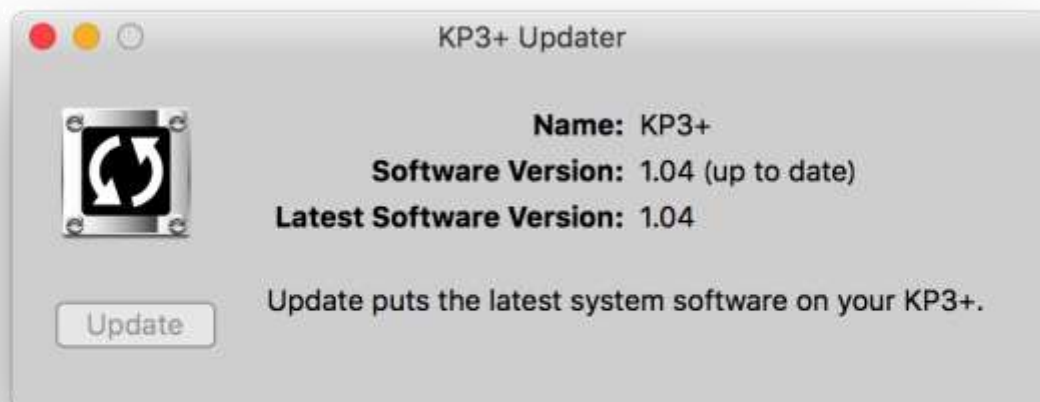 KP3+ Updater
Name: KP3+
Software Version: 1.04 (up to date)
Latest Software Version: 1.04
Update puts the latest system software on your KP3+.
Update